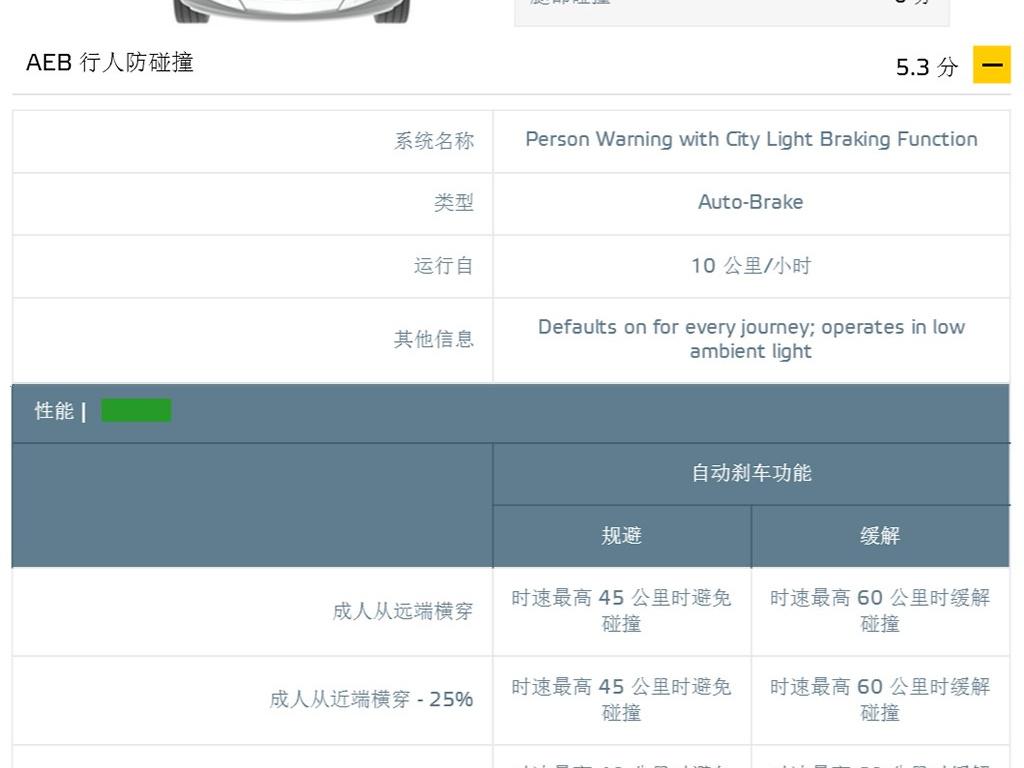 AEB 行人防碰撞
5.3 分
系统名称
Person Warning with City Light Braking Function
类型
Auto-Brake
运行自
10 公里/小时
其他信息
Defaults on for every journey; operates in low
ambient light
性能 |
自动刹车功能
规避
缓解
成人从远端横穿
时速最高 45 公里时避免
碰撞
时速最高 60 公里时缓解
碰撞
成人从近端横穿 - 25%
时速最高 45 公里时避免
碰撞
时速最高 60 公里时缓解
碰撞